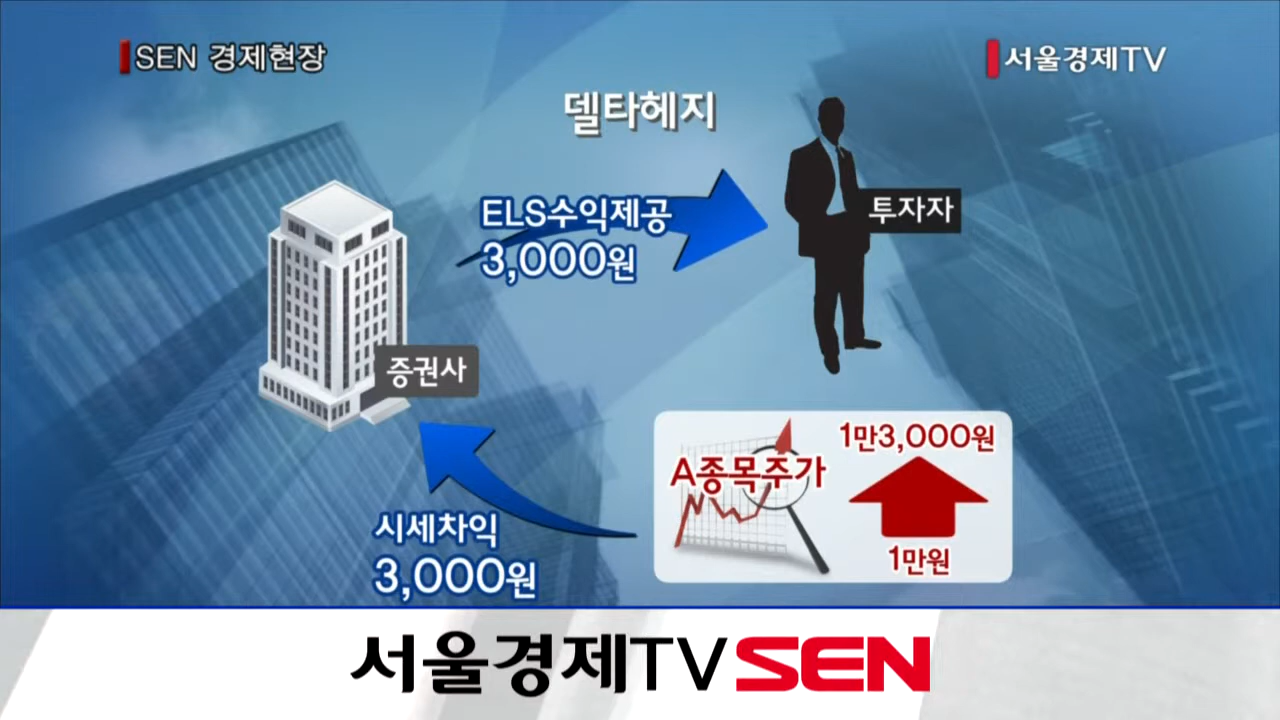 SEN 경제현장
서울경제TV
델타헤지
ELS수익제공
3,000원
투자자
증권사
1만3,000원
A종목주가
1만원
시세차익
3,000원
서울경제TV SEN